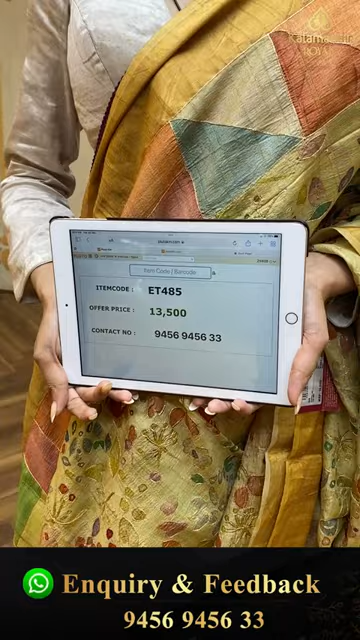 ROYAL
Item Code / Barcode
ITEMCODE : ET485
OFFER PRICE : 13,500
CONTACT NO : 9456 9456 33
Enquiry & Feedback
9456 9456 33